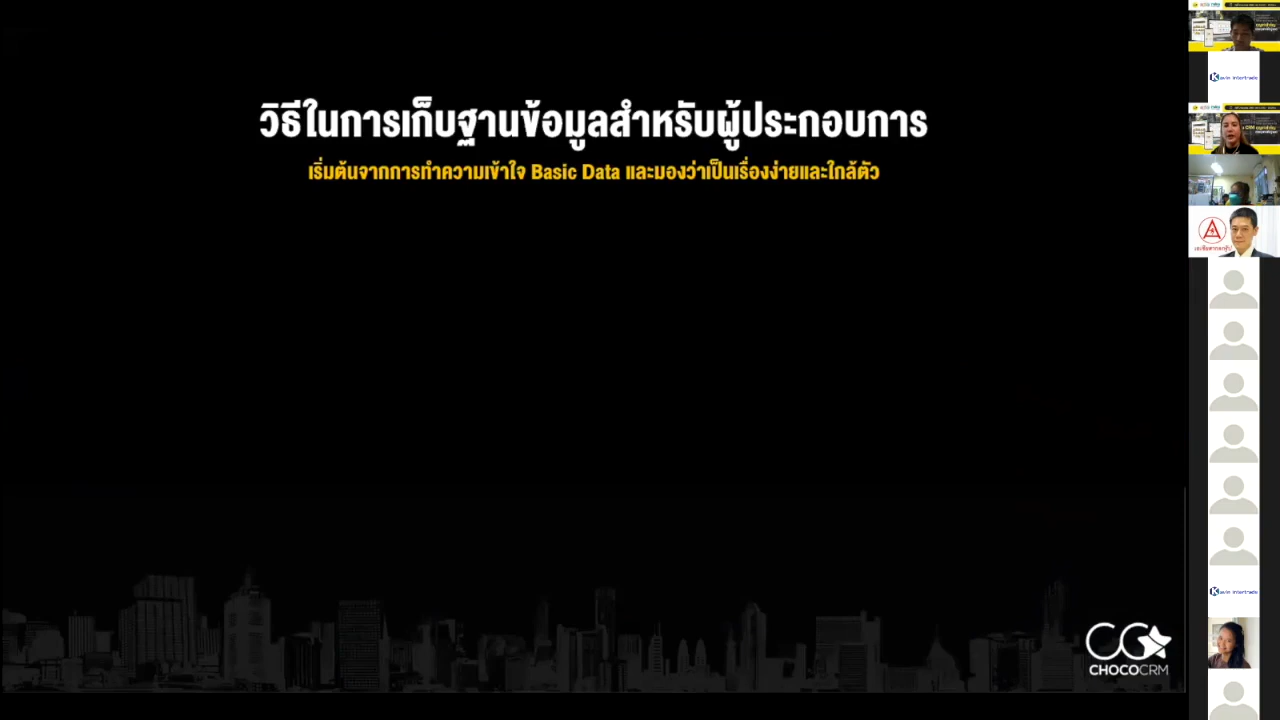 วิธีในการเก็บฐานข้อมูลสำหรับผู้ประกอบการ
เริ่มต้นจากการทำความเข้าใจ Basic Data และมองว่าเป็นเรื่องง่ายและใกล้ตัว
CHOCOCRM
Kavin Intertrade
Kavin Intertrade